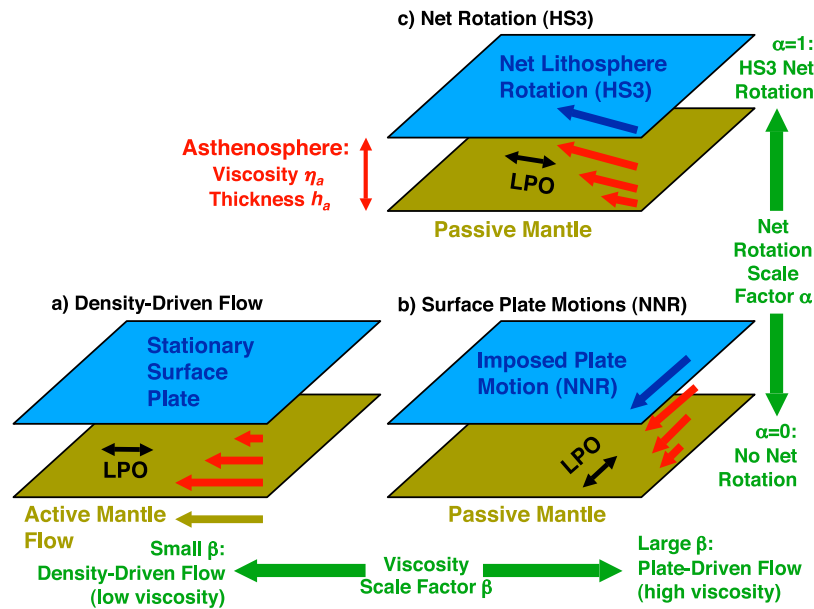 c) Net Rotation (HS3)
Net Lithosphere
Rotation (HS3)
α=1:
HS3 Net
Rotation
Asthenosphere:
Viscosity ηa
Thickness ha
LPO
Passive Mantle
Net
Rotation
Scale
Factor α
a) Density-Driven Flow
Stationary
Surface
Plate
LPO
Active Mantle
Flow
b) Surface Plate Motions (NNR)
Imposed Plate
Motion (NNR)
LPO
Passive Mantle
α=0:
No Net
Rotation
Small β:
Density-Driven Flow
(low viscosity)
Viscosity
Scale Factor β
Large β:
Plate-Driven Flow
(high viscosity)